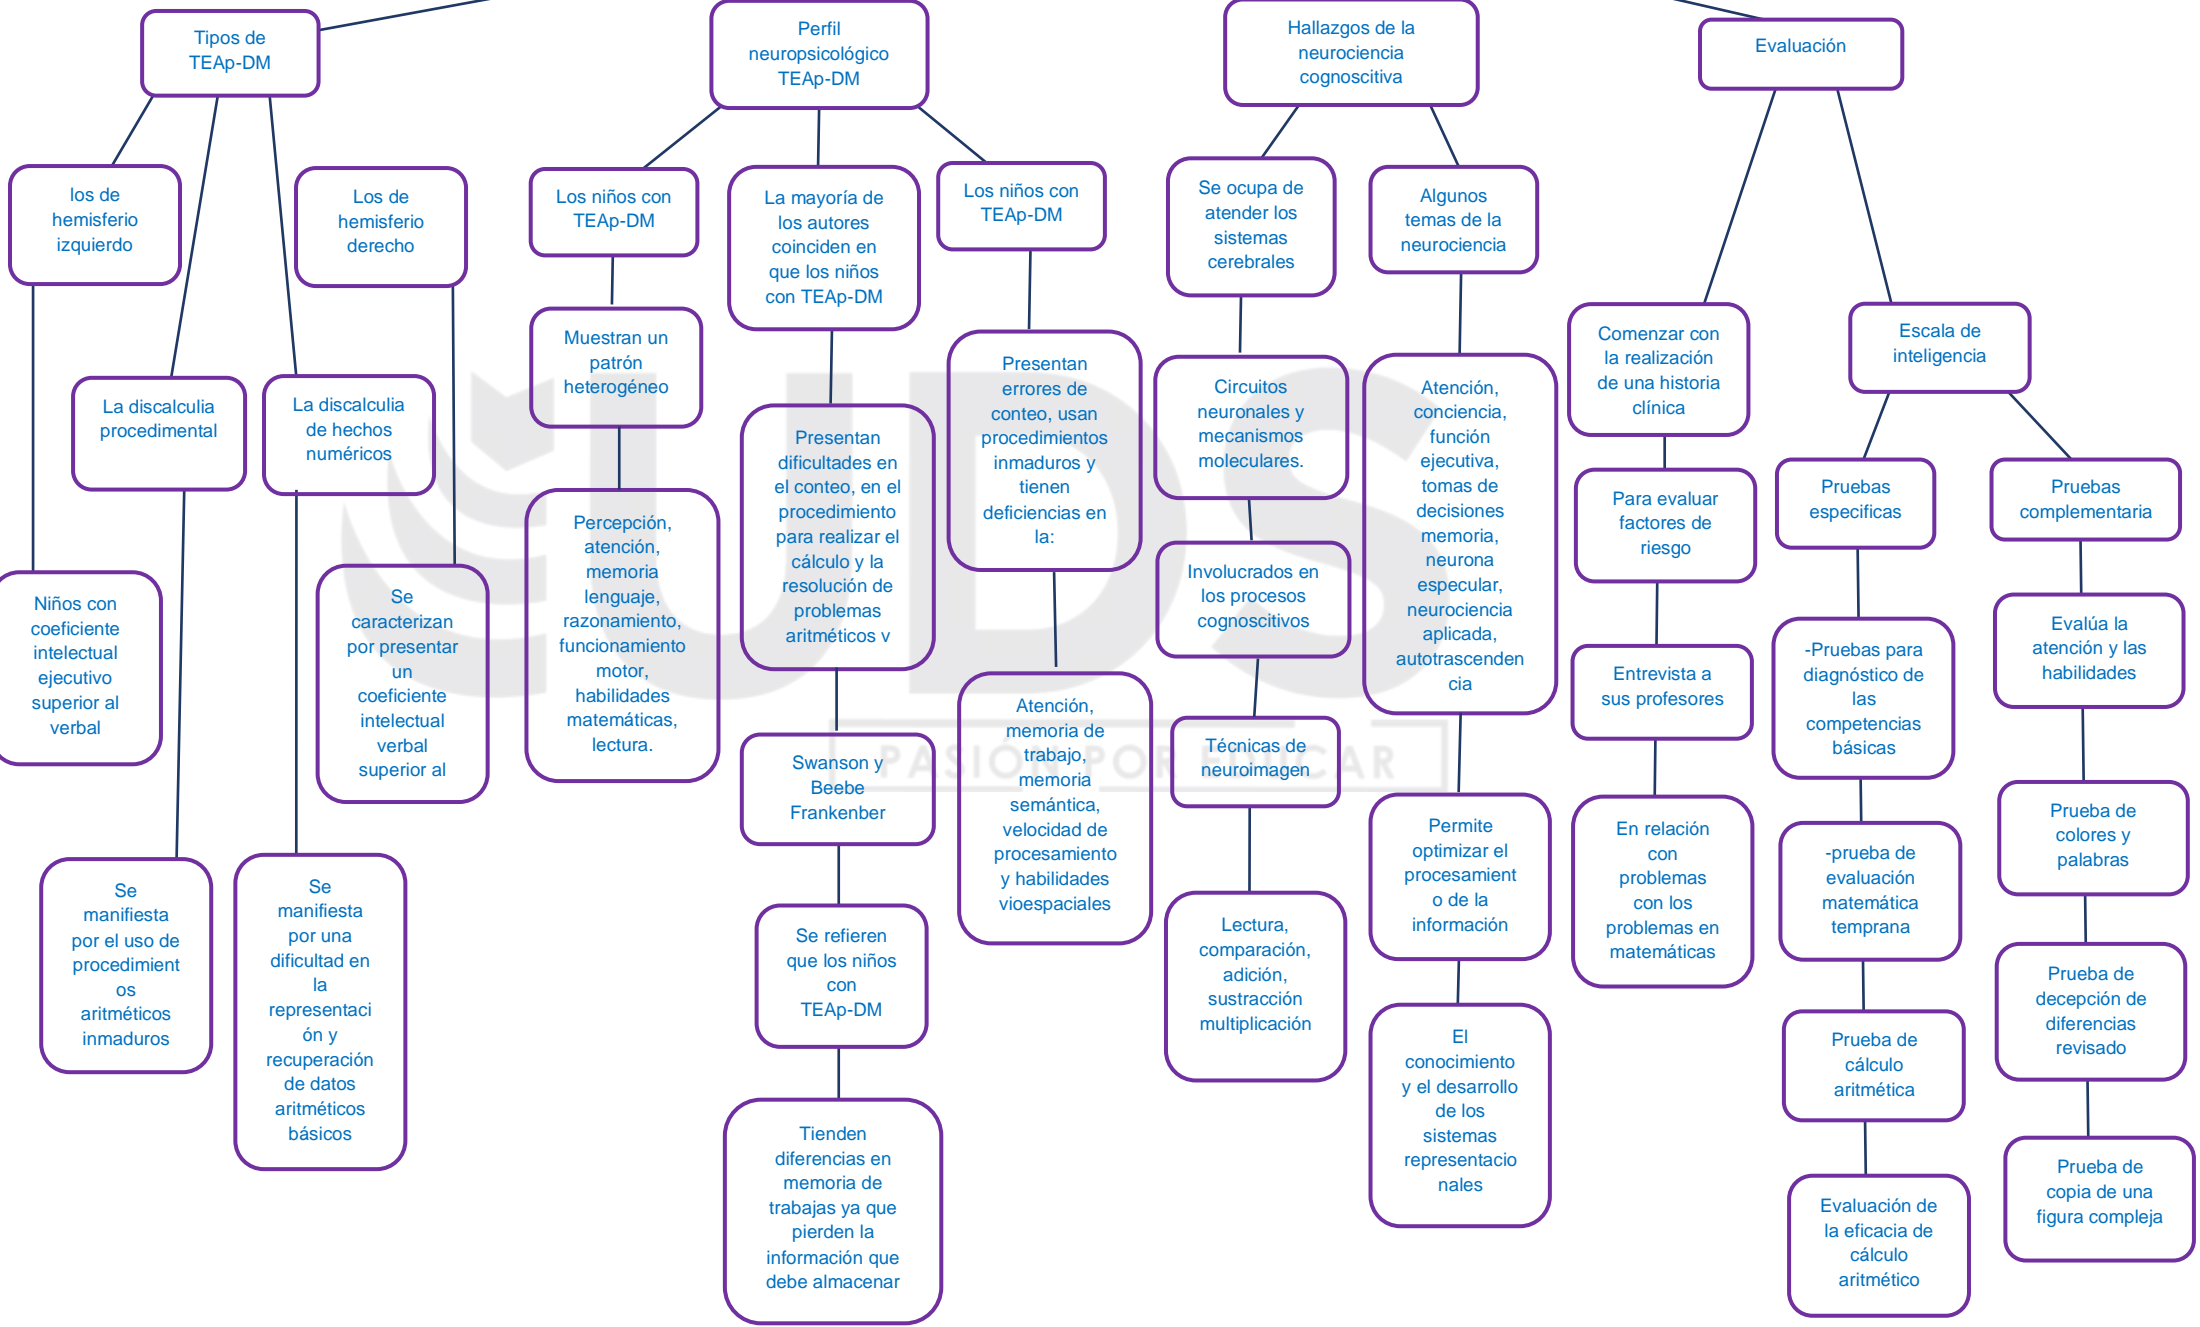 Tipos de
TEAp-DM
Perfil
neuropsicológico
TEAp-DM
Hallazgos de la
neurociencia
cognoscitiva
Evaluación
los de
hemisferio
izquierdo
Los de
hemisferio
derecho
La discalculia
procedimental
La discalculia
de hechos
numéricos
Niños con
coeficiente
intelectual
ejecutivo
superior al
verbal
Se
caracterizan
por presentar
un
coeficiente
intelectual
verbal
superior al
Se
manifiesta
por el uso de
procedimient
os
aritméticos
inmaduros
Se
manifiesta
por una
dificultad en
la
representaci
ón y
recuperación
de datos
aritméticos
básicos
Los niños con
TEAp-DM
Muestran un
patrón
heterogéneo
Percepción,
atención,
memoria
lenguaje,
razonamiento,
funcionamiento
motor,
habilidades
matemáticas,
lectura.
La mayoría de
los autores
coinciden en
que los niños
con TEAp-DM
Presentan
dificultades en
el conteo, en el
procedimiento
para realizar el
cálculo y la
resolución de
problemas
aritméticos v
Swanson y
Beebe
Frankenber
Se refieren
que los niños
con
TEAp-DM
Tienden
diferencias en
memoria de
trabajas ya que
pierden la
información que
debe almacenar
Los niños con
TEAp-DM
Presentan
errores de
conteo, usan
procedimientos
inmaduros y
tienen
deficiencias en
la:
Atención,
memoria de
trabajo,
memoria
semántica,
velocidad de
procesamiento
y habilidades
vioespaciales
Se ocupa de
atender los
sistemas
cerebrales
Circuitos
neuronales y
mecanismos
moleculares.
Involucrados en
los procesos
cognoscitivos
Técnicas de
neuroimagen
Lectura,
comparación,
adición,
sustracción
multiplicación
Algunos
temas de la
neurociencia
Atención,
conciencia,
función
ejecutiva,
tomas de
decisiones
memoria,
neurona
especular,
neurociencia
aplicada,
autotrascenden
cia
Permite
optimizar el
procesamient
o de la
información
El
conocimiento
y el desarrollo
de los
sistemas
representacio
nales
Comenzar con
la realización
de una historia
clínica
Para evaluar
factores de
riesgo
Entrevista a
sus profesores
En relación
con
problemas
con los
problemas en
matemáticas
Escala de
inteligencia
Pruebas
especificas
-Pruebas para
diagnóstico de
las
competencias
básicas
-prueba de
evaluación
matemática
temprana
Prueba de
cálculo
aritmética
Evaluación de
la eficacia de
cálculo
aritmético
Pruebas
complementaria
Evalúa la
atención y las
habilidades
Prueba de
colores y
palabras
Prueba de
decepción de
diferencias
revisado
Prueba de
copia de una
figura compleja
UDS
PASIÓN POR EDUCAR